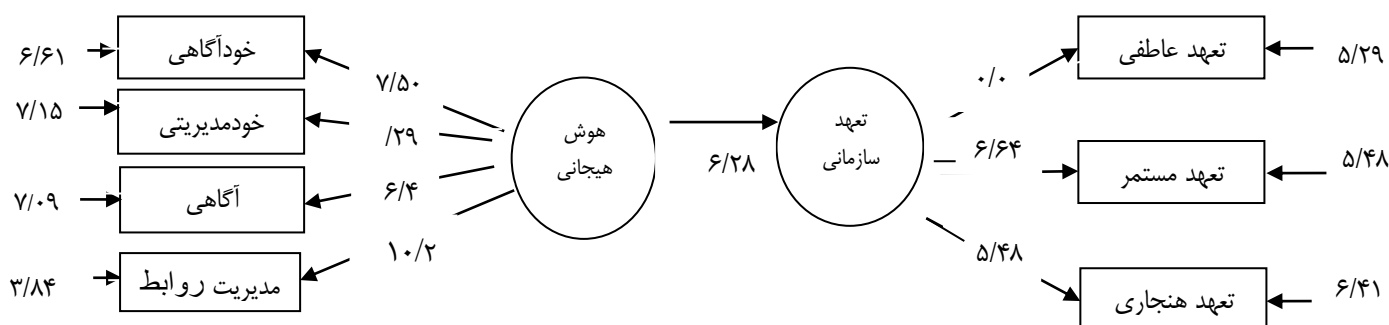 خودآگاهی
۶/۶۱
۷/۵۰
خودمدیریتی
۷/۱۵
/۲۹
آگاهی
۷/۰۹
۶/۴
مدیریت روابط
۳/۸۴
۱۰/۲
هوش
هیجانی
۶/۲۸
تعهد
سازمانی
۰/۰
تعهد عاطفی
۵/۲۹
۶/۶۴
تعهد مستمر
۵/۴۸
۵/۴۸
تعهد هنجاری
۶/۴۱